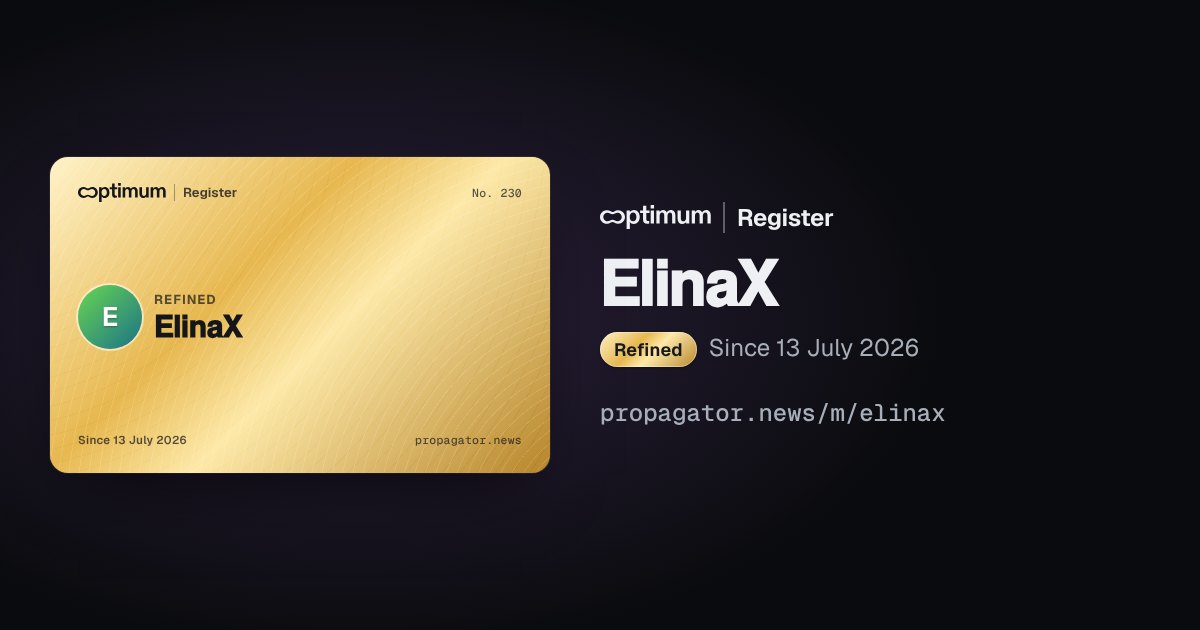 optimum | Register
No. 230
E
REFINED
ElinaX
Since 13 July 2026
propagator.news
optimum | Register
ElinaX
Refined
Since 13 July 2026
propagator.news/m/elinax